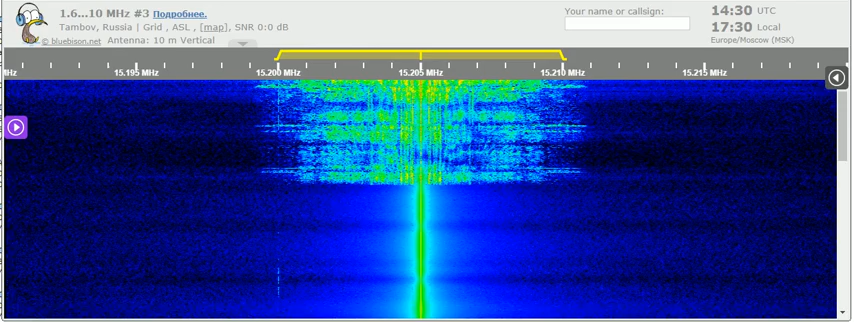 1.6...10 MHz #3 Подробнее.
Tambov, Russia | Grid , ASL , [map], SNR 0:0 dB
© bluebison.net Antenna: 10 m Vertical
Your name or callsign:
14:30 UTC
17:30 Local
Europe/Moscow (MSK)
MHz 15.195 MHz 15.200 MHz 15.205 MHz 15.210 MHz 15.215 MHz